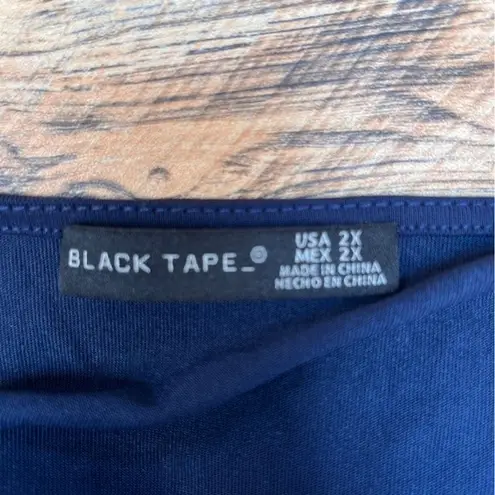 BLACK TAPE_®
USA 2X
MEX 2X
MADE IN CHINA
HECHO EN CHINA